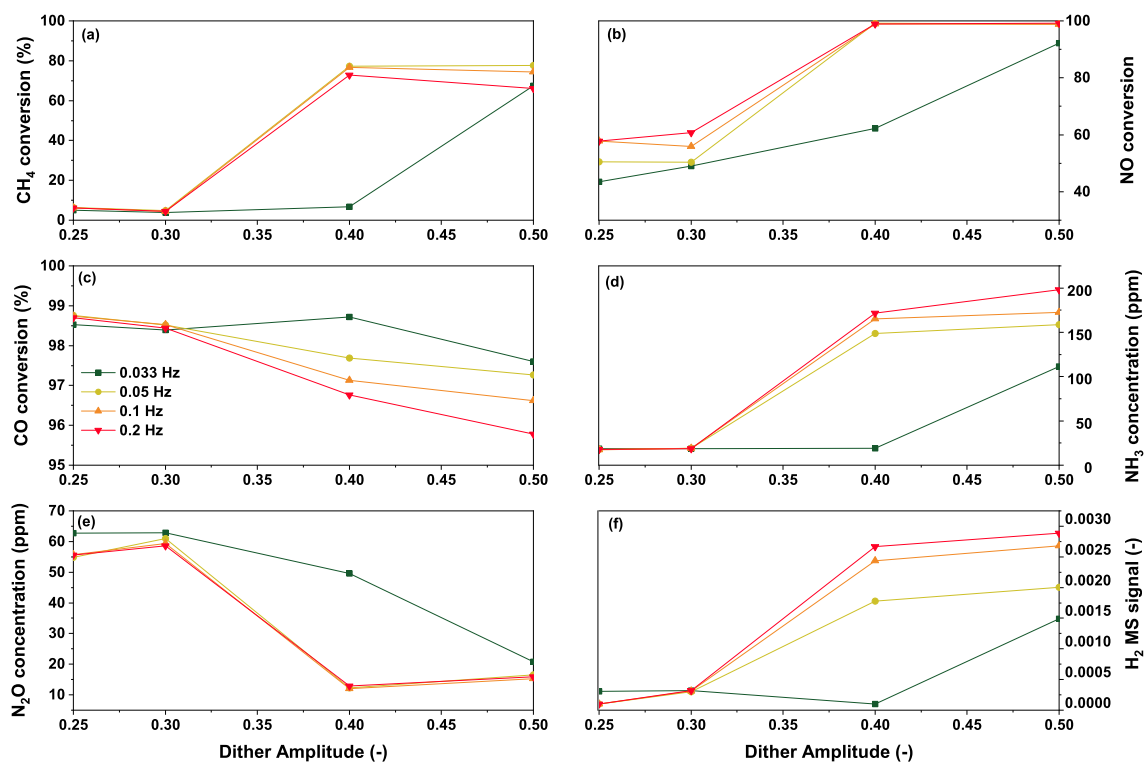 (a)
CH4 conversion (%)
100
80
60
40
20
0
0.25 0.30 0.35 0.40 0.45 0.50
(b)
NO conversion
100
80
60
40
0.25 0.30 0.35 0.40 0.45 0.50
(c)
CO conversion (%)
100
99
98
97
96
95
0.033 Hz
0.05 Hz
0.1 Hz
0.2 Hz
0.25 0.30 0.35 0.40 0.45 0.50
(d)
NH3 concentration (ppm)
200
150
100
50
0
0.25 0.30 0.35 0.40 0.45 0.50
(e)
N2O concentration (ppm)
70
60
50
40
30
20
10
0.25 0.30 0.35 0.40 0.45 0.50
Dither Amplitude (-)
(f)
H2 MS signal (-)
0.0030
0.0025
0.0020
0.0015
0.0010
0.0005
0.0000
0.25 0.30 0.35 0.40 0.45 0.50
Dither Amplitude (-)